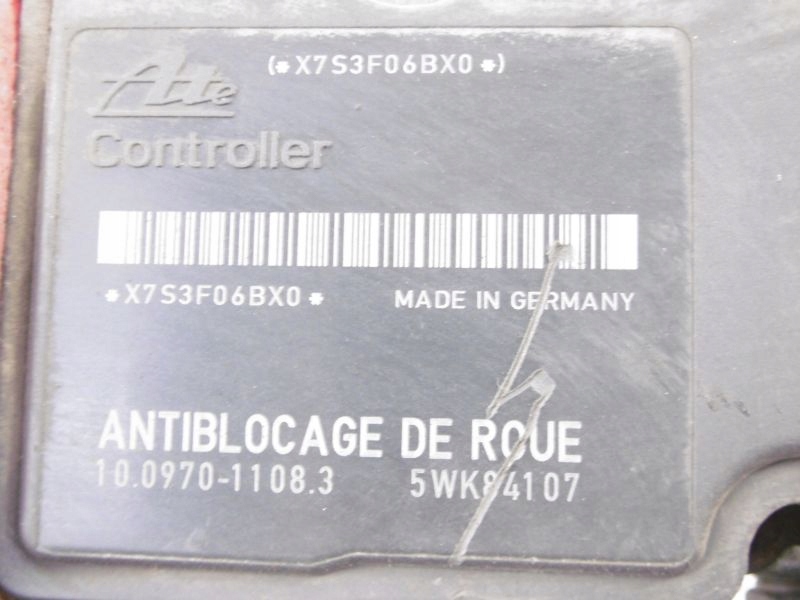 (*X7S3F06BX0*)
Ate
Controller
*X7S3F06BX0* MADE IN GERMANY
ANTIBLOCAGE DE ROUE
10.0970-1108.3 5WK84107